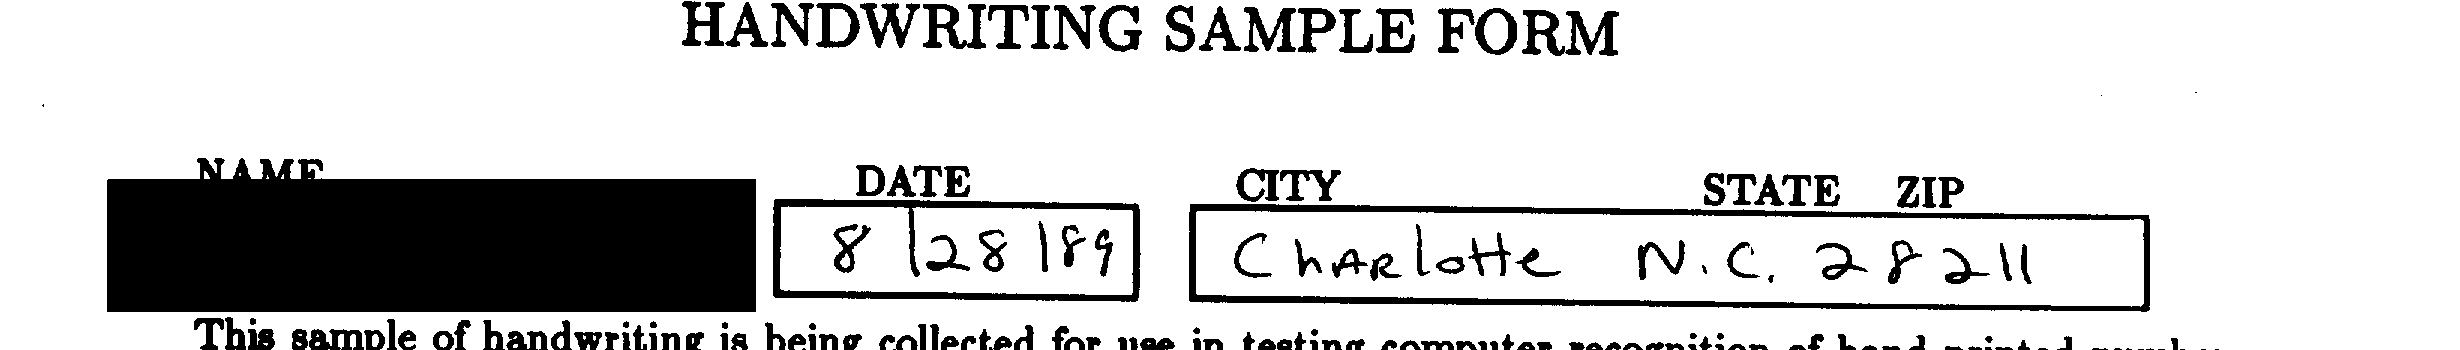 HANDWRITING SAMPLE FORM
NAME DATE CITY STATE ZIP
8/28/89 ChARlotte N.C. 28211
This sample of handwriting is being collected for use in testing computer recognition of hand printed